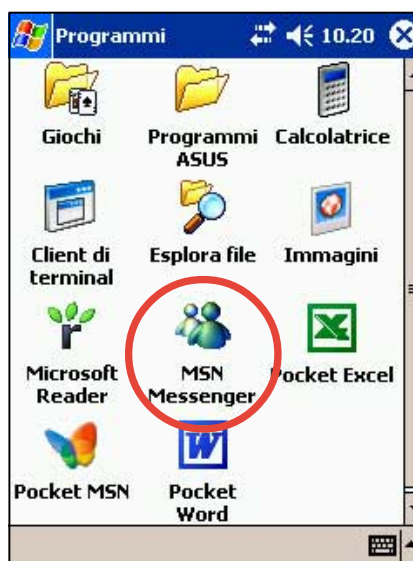 Programmi 10.20
Giochi Programmi ASUS Calcolatrice
Client di terminal Esplora file Immagini
Microsoft Reader MSN Messenger Pocket Excel
Pocket MSN Pocket Word